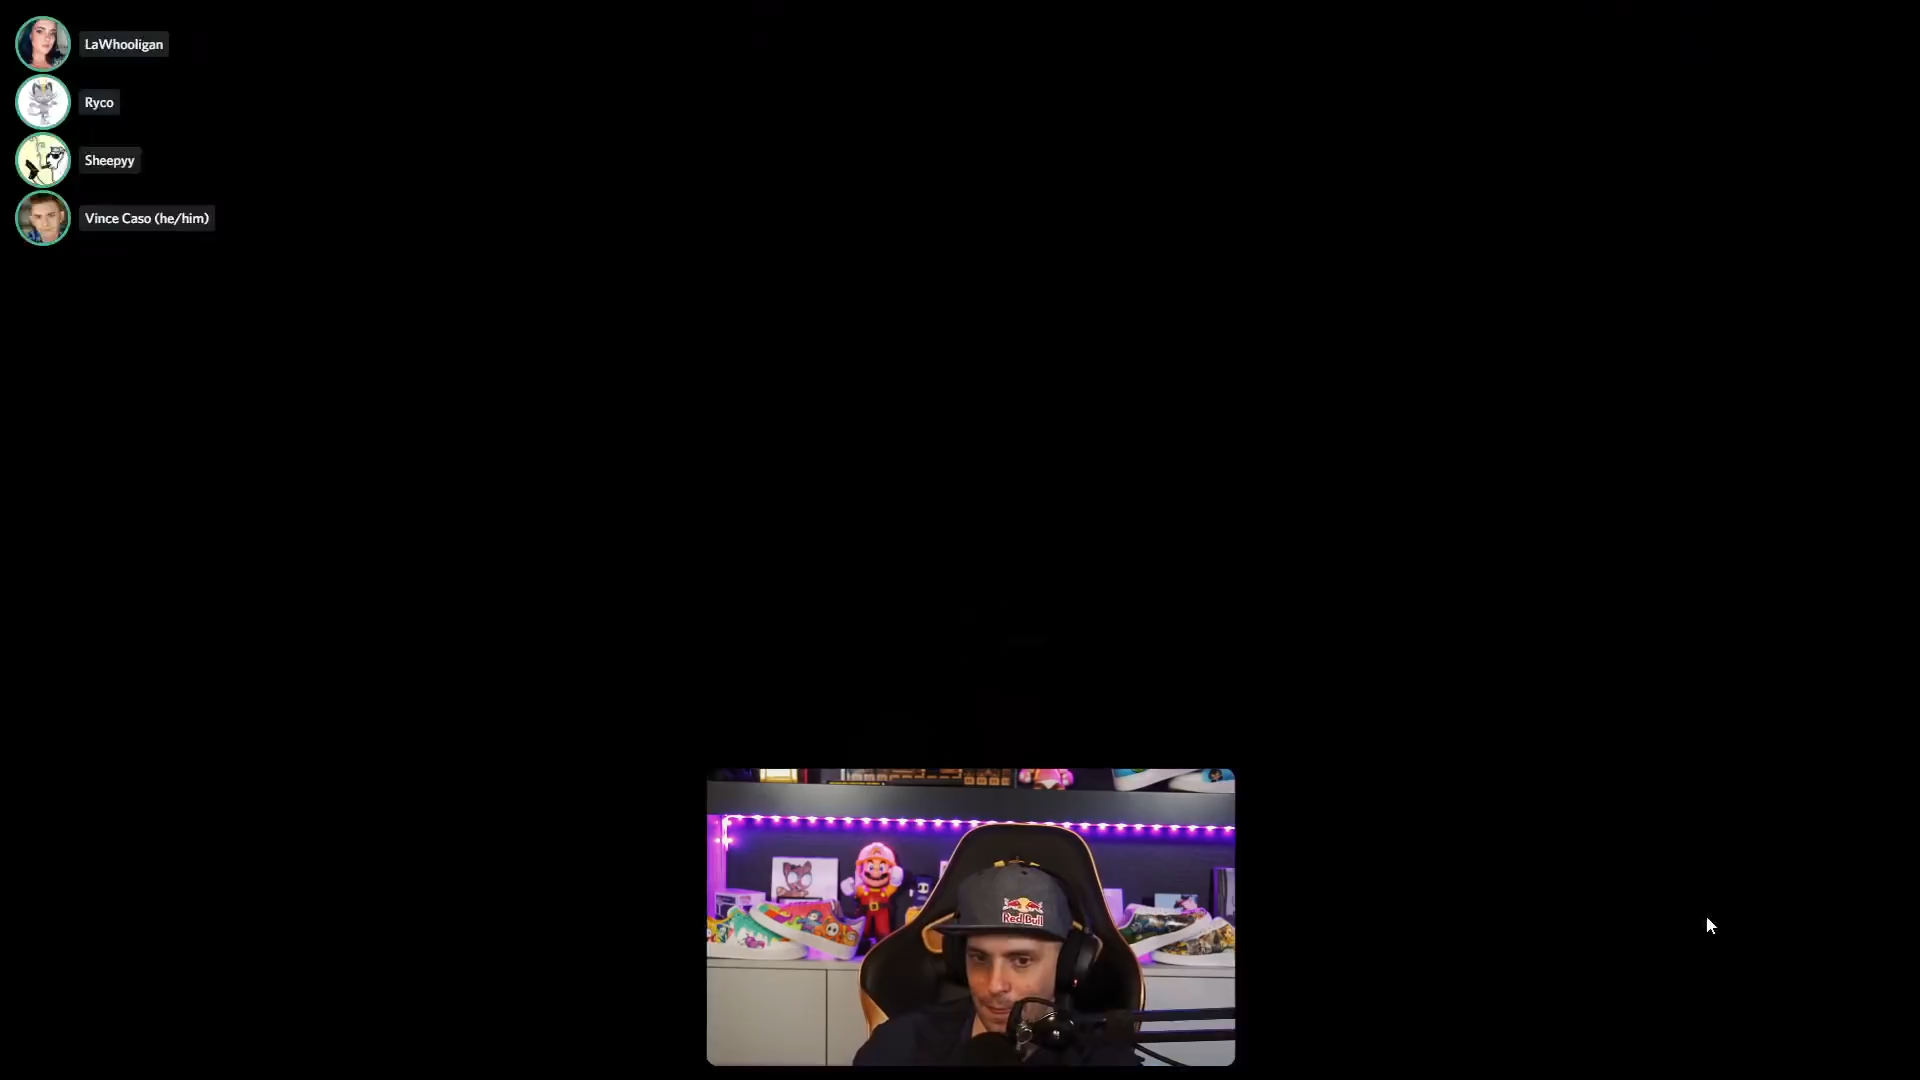 LaWhooligan
Ryco
Sheepyy
Vince Caso (he/him)
Red Bull